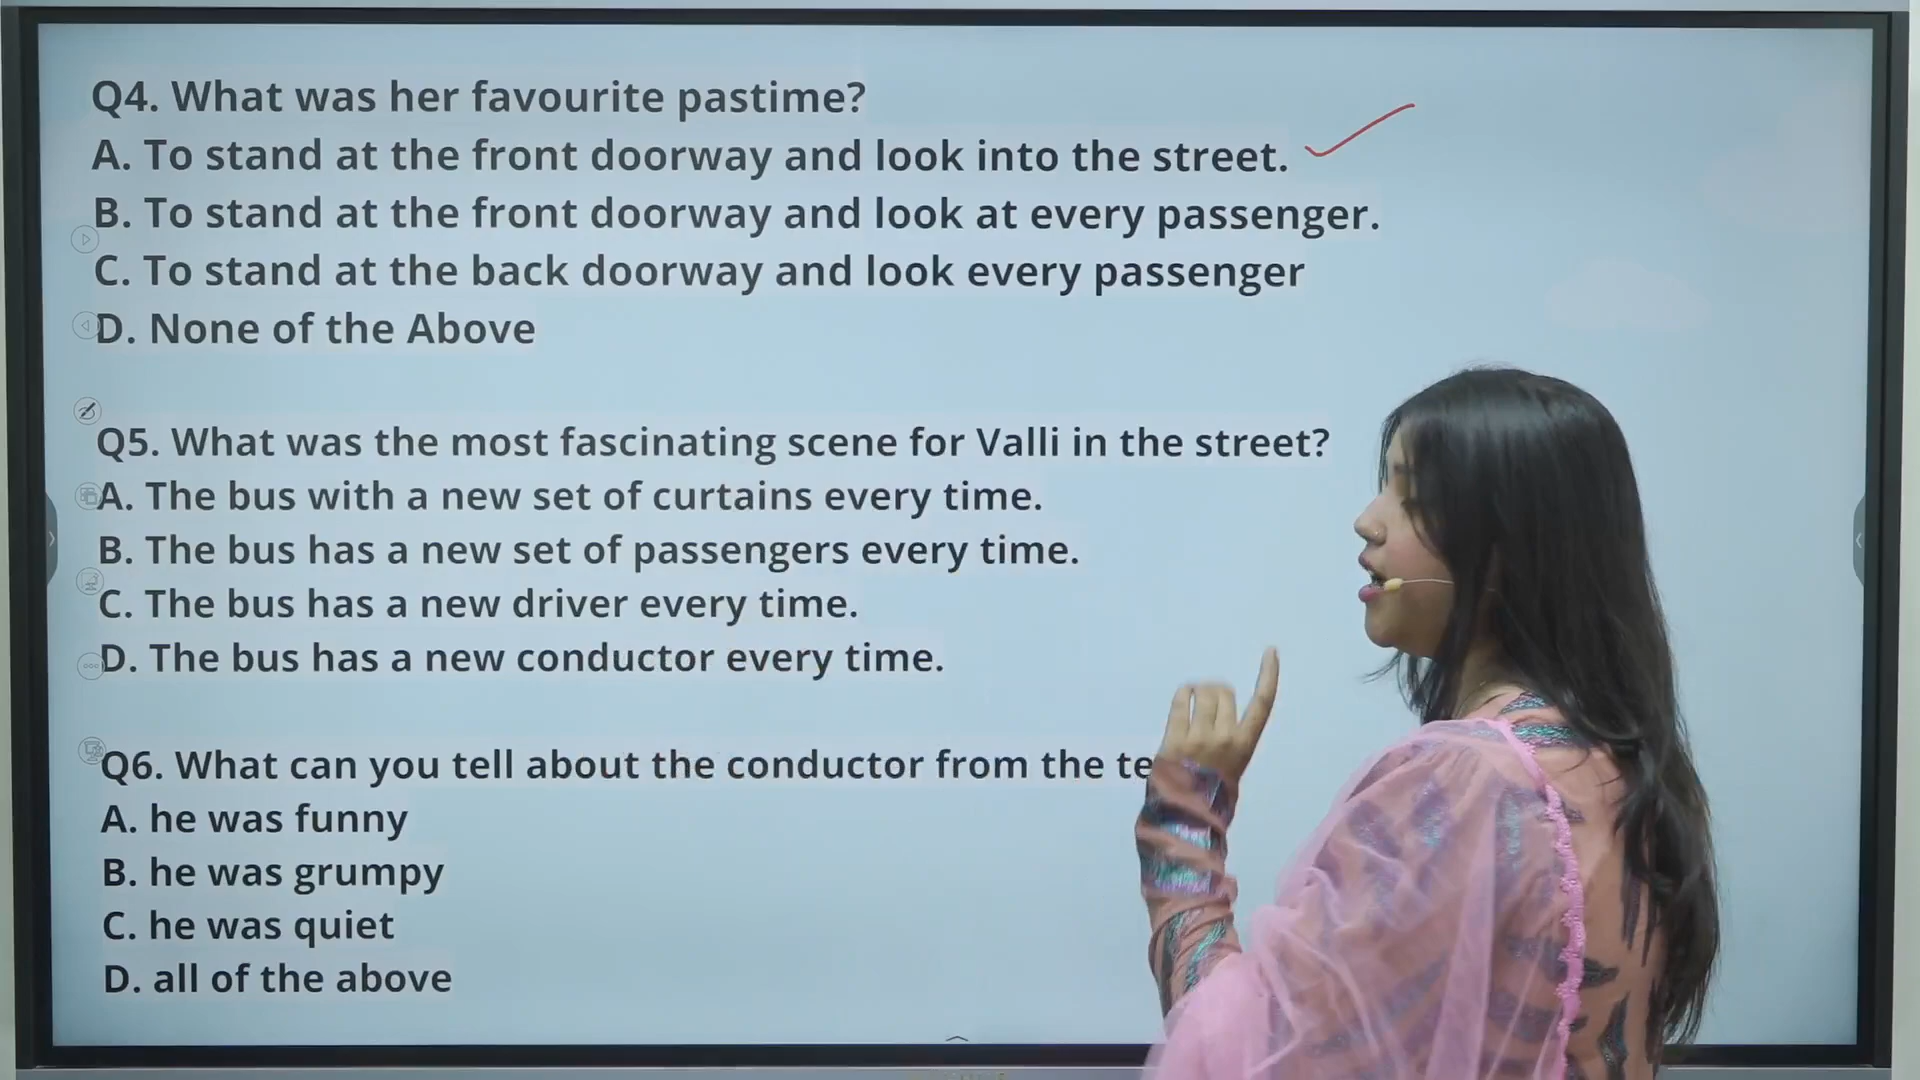 Q4. What was her favourite pastime?
A. To stand at the front doorway and look into the street.
B. To stand at the front doorway and look at every passenger.
C. To stand at the back doorway and look every passenger
D. None of the Above
Q5. What was the most fascinating scene for Valli in the street?
A. The bus with a new set of curtains every time.
B. The bus has a new set of passengers every time.
C. The bus has a new driver every time.
D. The bus has a new conductor every time.
Q6. What can you tell about the conductor from the
A. he was funny
B. he was grumpy
C. he was quiet
D. all of the above